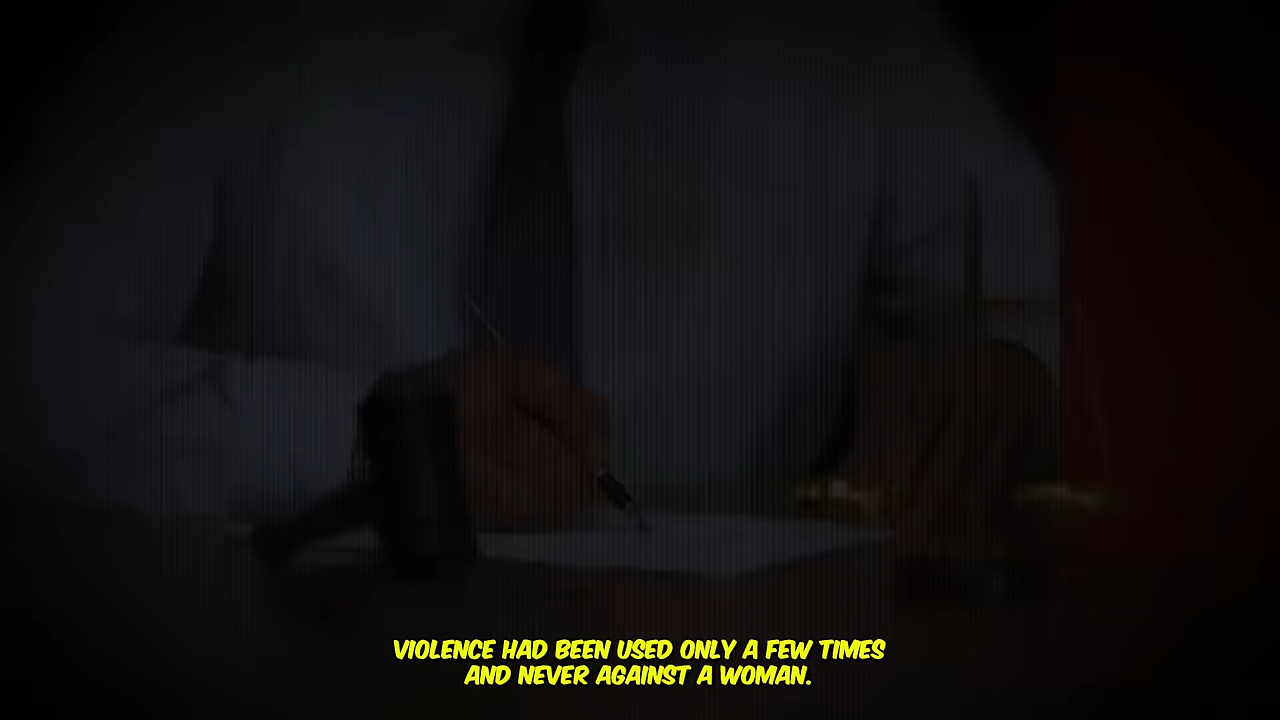 VIOLENCE HAD BEEN USED ONLY A FEW TIMES
AND NEVER AGAINST A WOMAN.